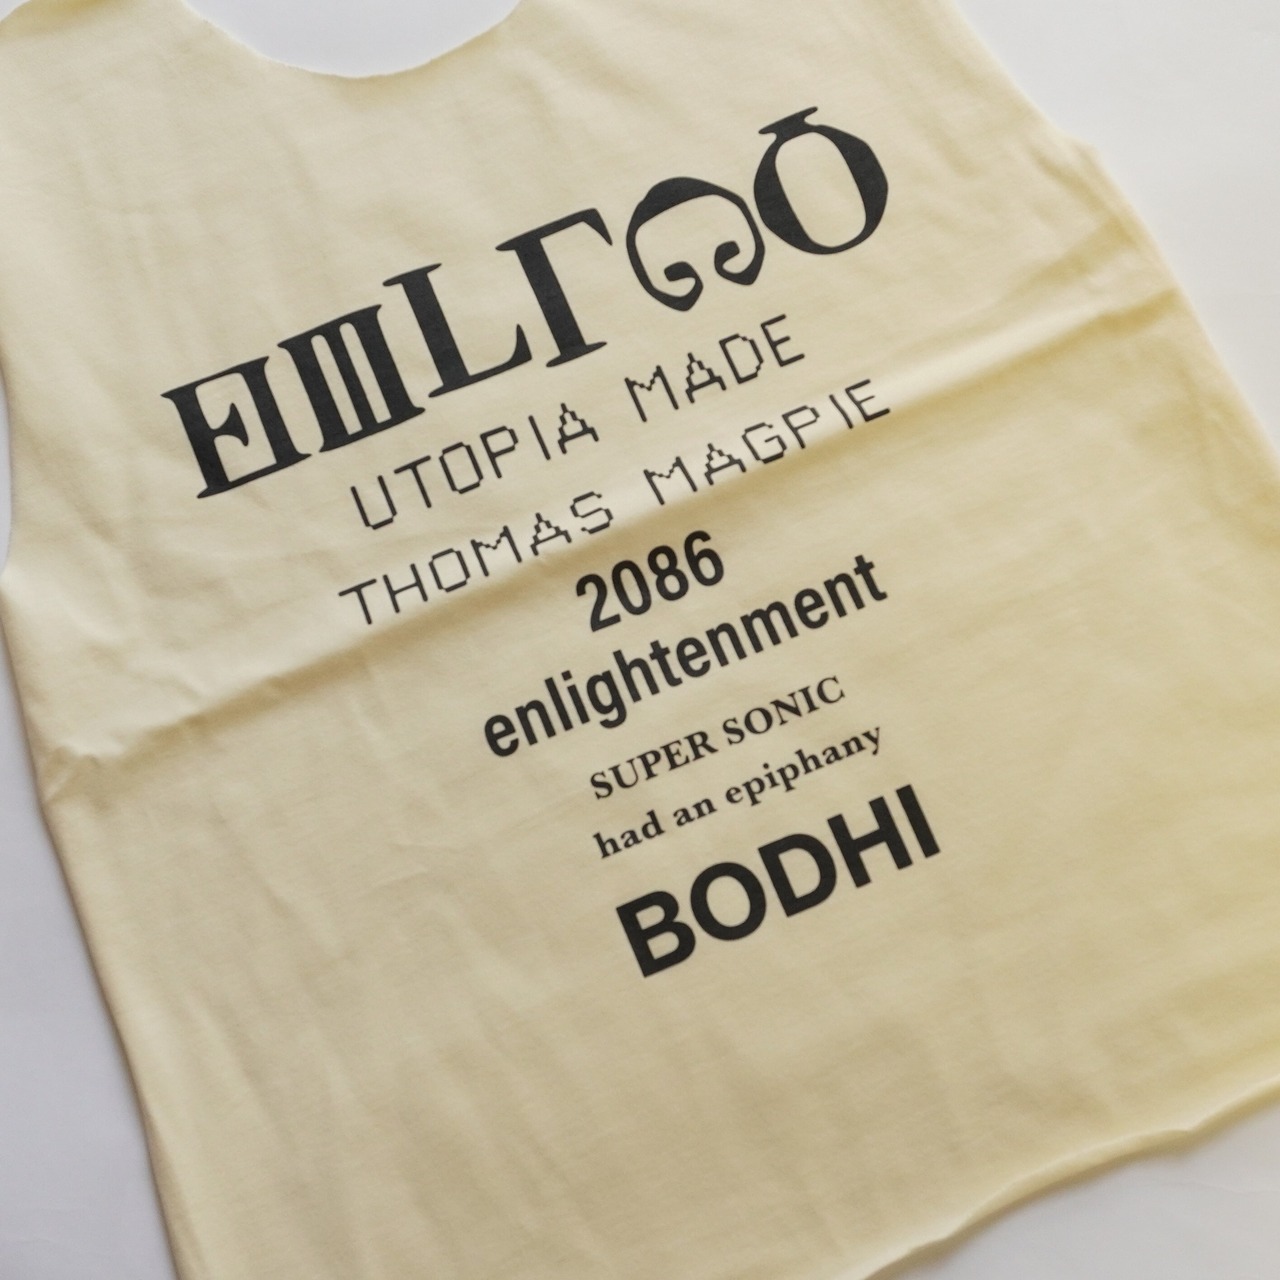 UTOPIA MADE
THOMAS MAGPIE
2086
enlightenment
SUPER SONIC
had an epiphany
BODHI